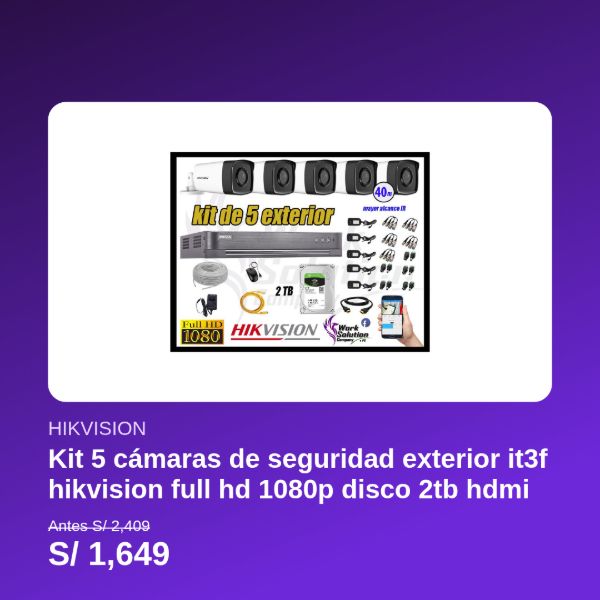 40m
mayor alcance IR
kit de 5 exterior
2 TB
Full HD
1080
HIKVISION
Work
Solution
Company
HIKVISION
Kit 5 cámaras de seguridad exterior it3f
hikvision full hd 1080p disco 2tb hdmi
Antes S/ 2,409
S/ 1,649